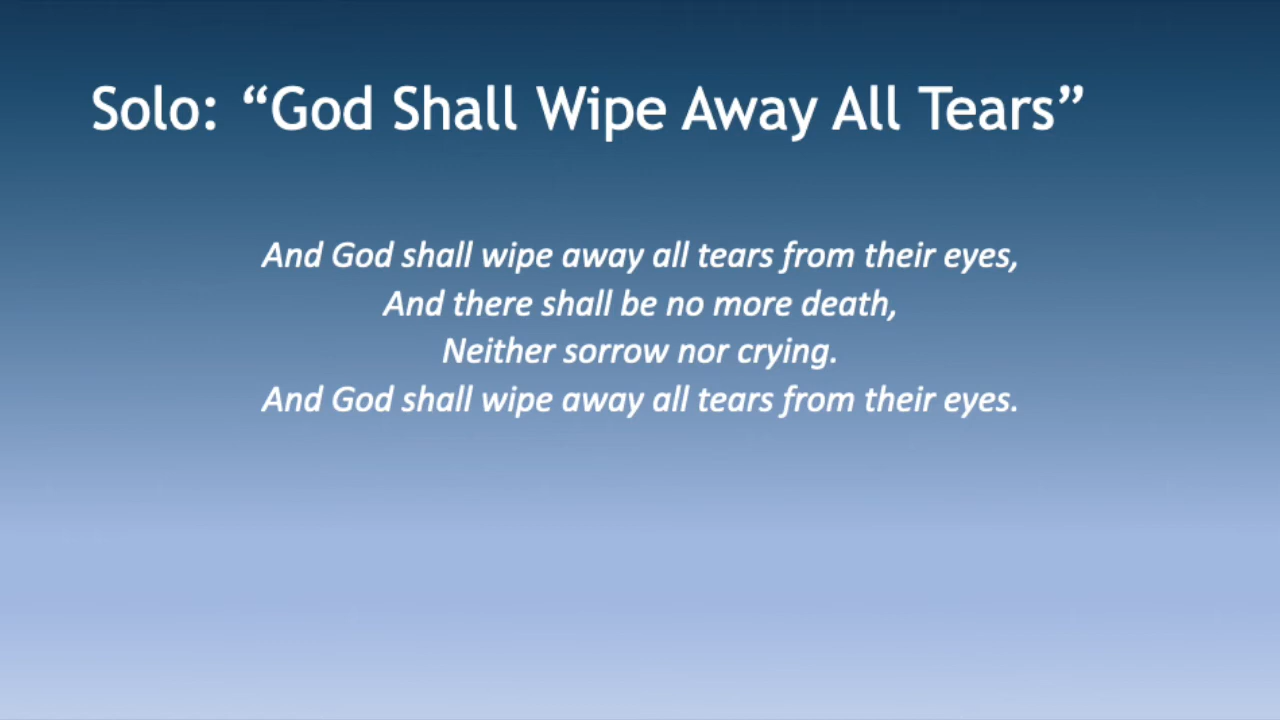 Solo: “God Shall Wipe Away All Tears”
And God shall wipe away all tears from their eyes,
And there shall be no more death,
Neither sorrow nor crying.
And God shall wipe away all tears from their eyes.